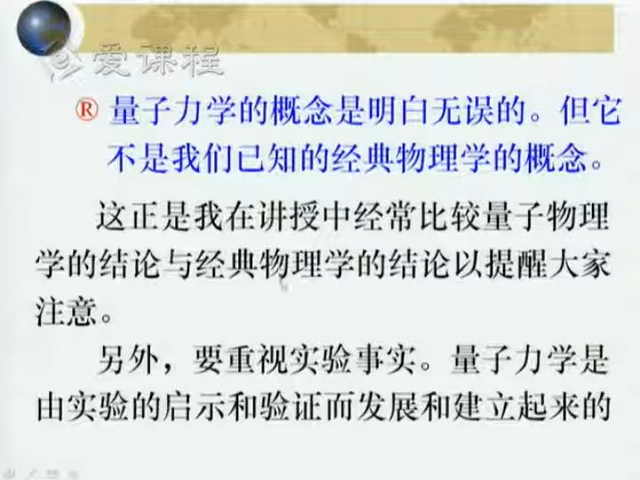 爱课程
® 量子力学的概念是明白无误的。但它
不是我们已知的经典物理学的概念。
这正是我在讲授中经常比较量子物理
学的结论与经典物理学的结论以提醒大家
注意。
另外，要重视实验事实。量子力学是
由实验的启示和验证而发展和建立起来的